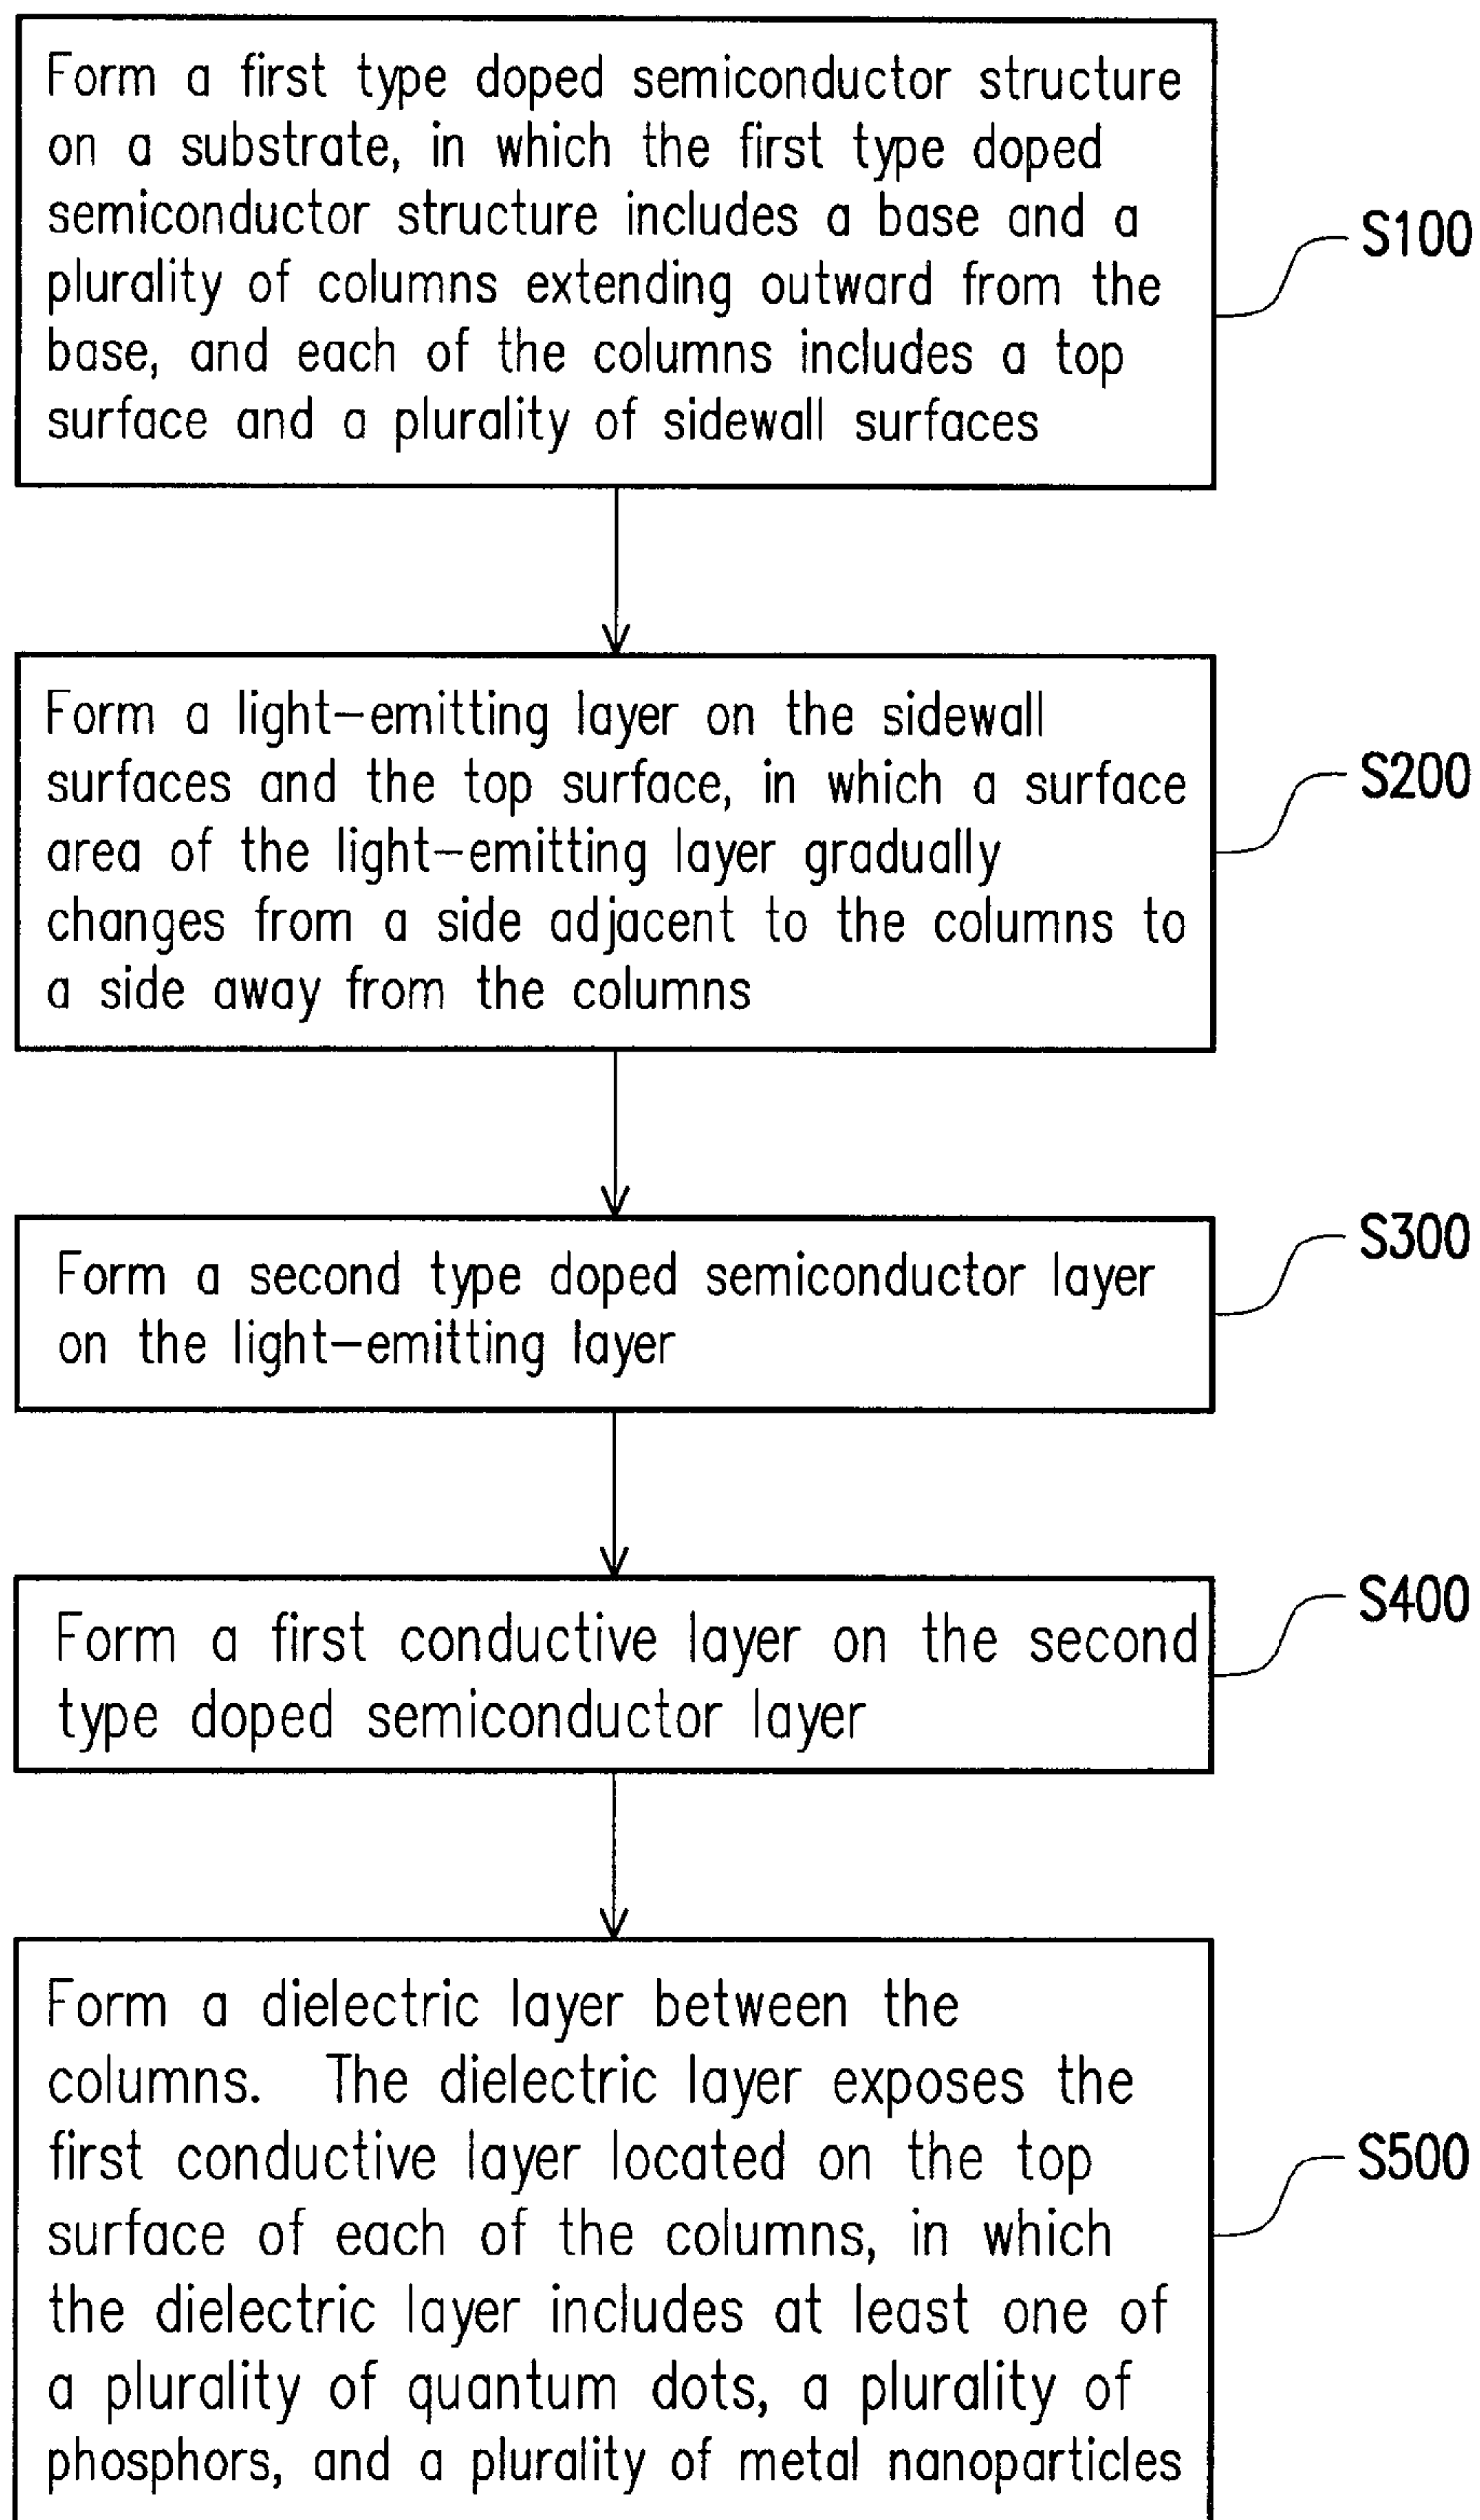 Form a first type doped semiconductor structure
on a substrate, in which the first type doped
semiconductor structure includes a base and a
plurality of columns extending outward from the
base, and each of the columns includes a top
surface and a plurality of sidewall surfaces
S100
Form a light-emitting layer on the sidewall
surfaces and the top surface, in which a surface
area of the light-emitting layer gradually
changes from a side adjacent to the columns to
a side away from the columns
S200
Form a second type doped semiconductor layer
on the light-emitting layer
S300
Form a first conductive layer on the second
type doped semiconductor layer
S400
Form a dielectric layer between the
columns. The dielectric layer exposes the
first conductive layer located on the top
surface of each of the columns, in which
the dielectric layer includes at least one of
a plurality of quantum dots, a plurality of
phosphors, and a plurality of metal nanoparticles
S500